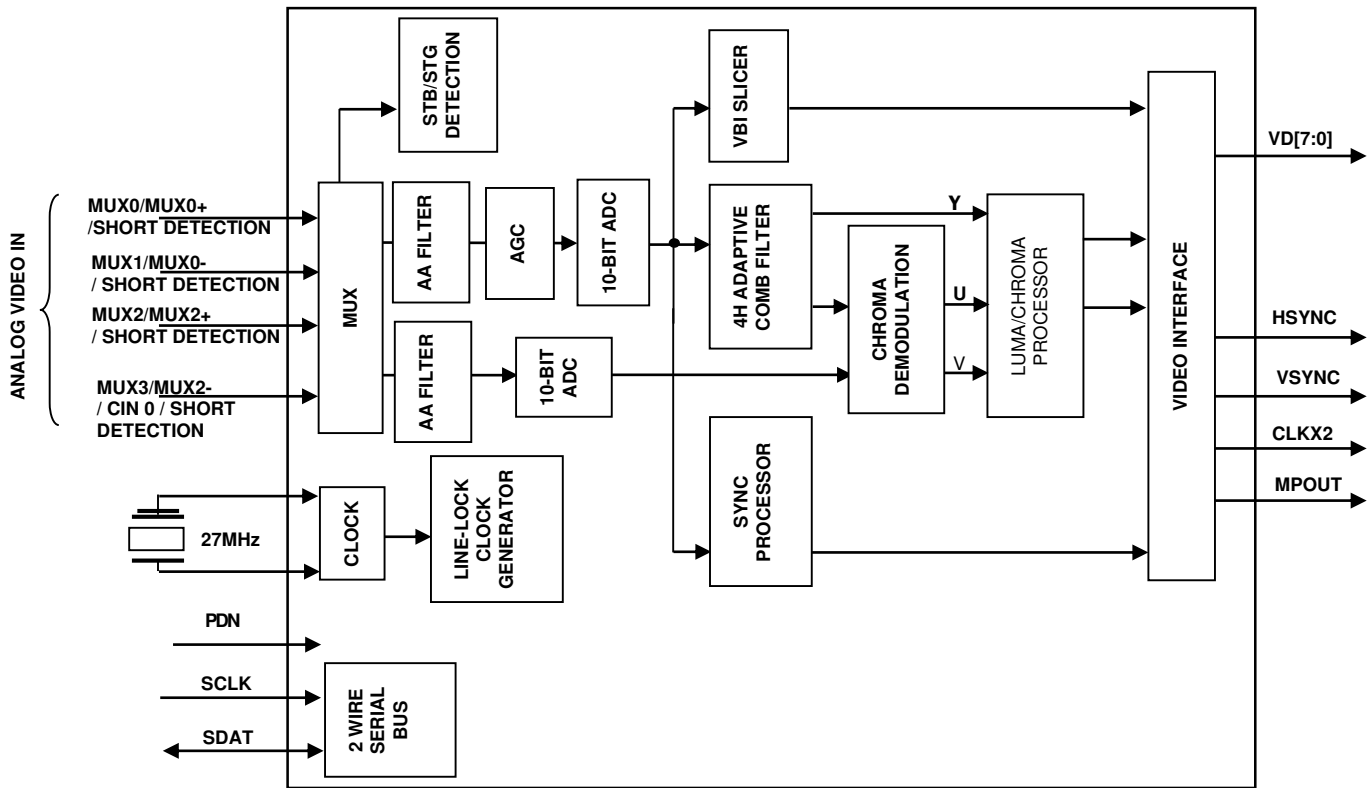 ANALOG VIDEO IN
MUX0/MUX0+
/SHORT DETECTION
MUX1/MUX0-
/ SHORT DETECTION
MUX2/MUX2+
/ SHORT DETECTION
MUX3/MUX2-
/ CIN 0 / SHORT
DETECTION
27MHz
PDN
SCLK
SDAT
STB/STG
DETECTION
MUX
AA FILTER
AGC
10-BIT ADC
AA FILTER
10-BIT
ADC
CLOCK
LINE-LOCK
CLOCK
GENERATOR
2 WIRE
SERIAL
BUS
VBI SLICER
4H ADAPTIVE
COMB FILTER
SYNC
PROCESSOR
CHROMA
DEMODULATION
Y
U
V
LUMA/CHROMA
PROCESSOR
VIDEO INTERFACE
VD[7:0]
HSYNC
VSYNC
CLKX2
MPOUT